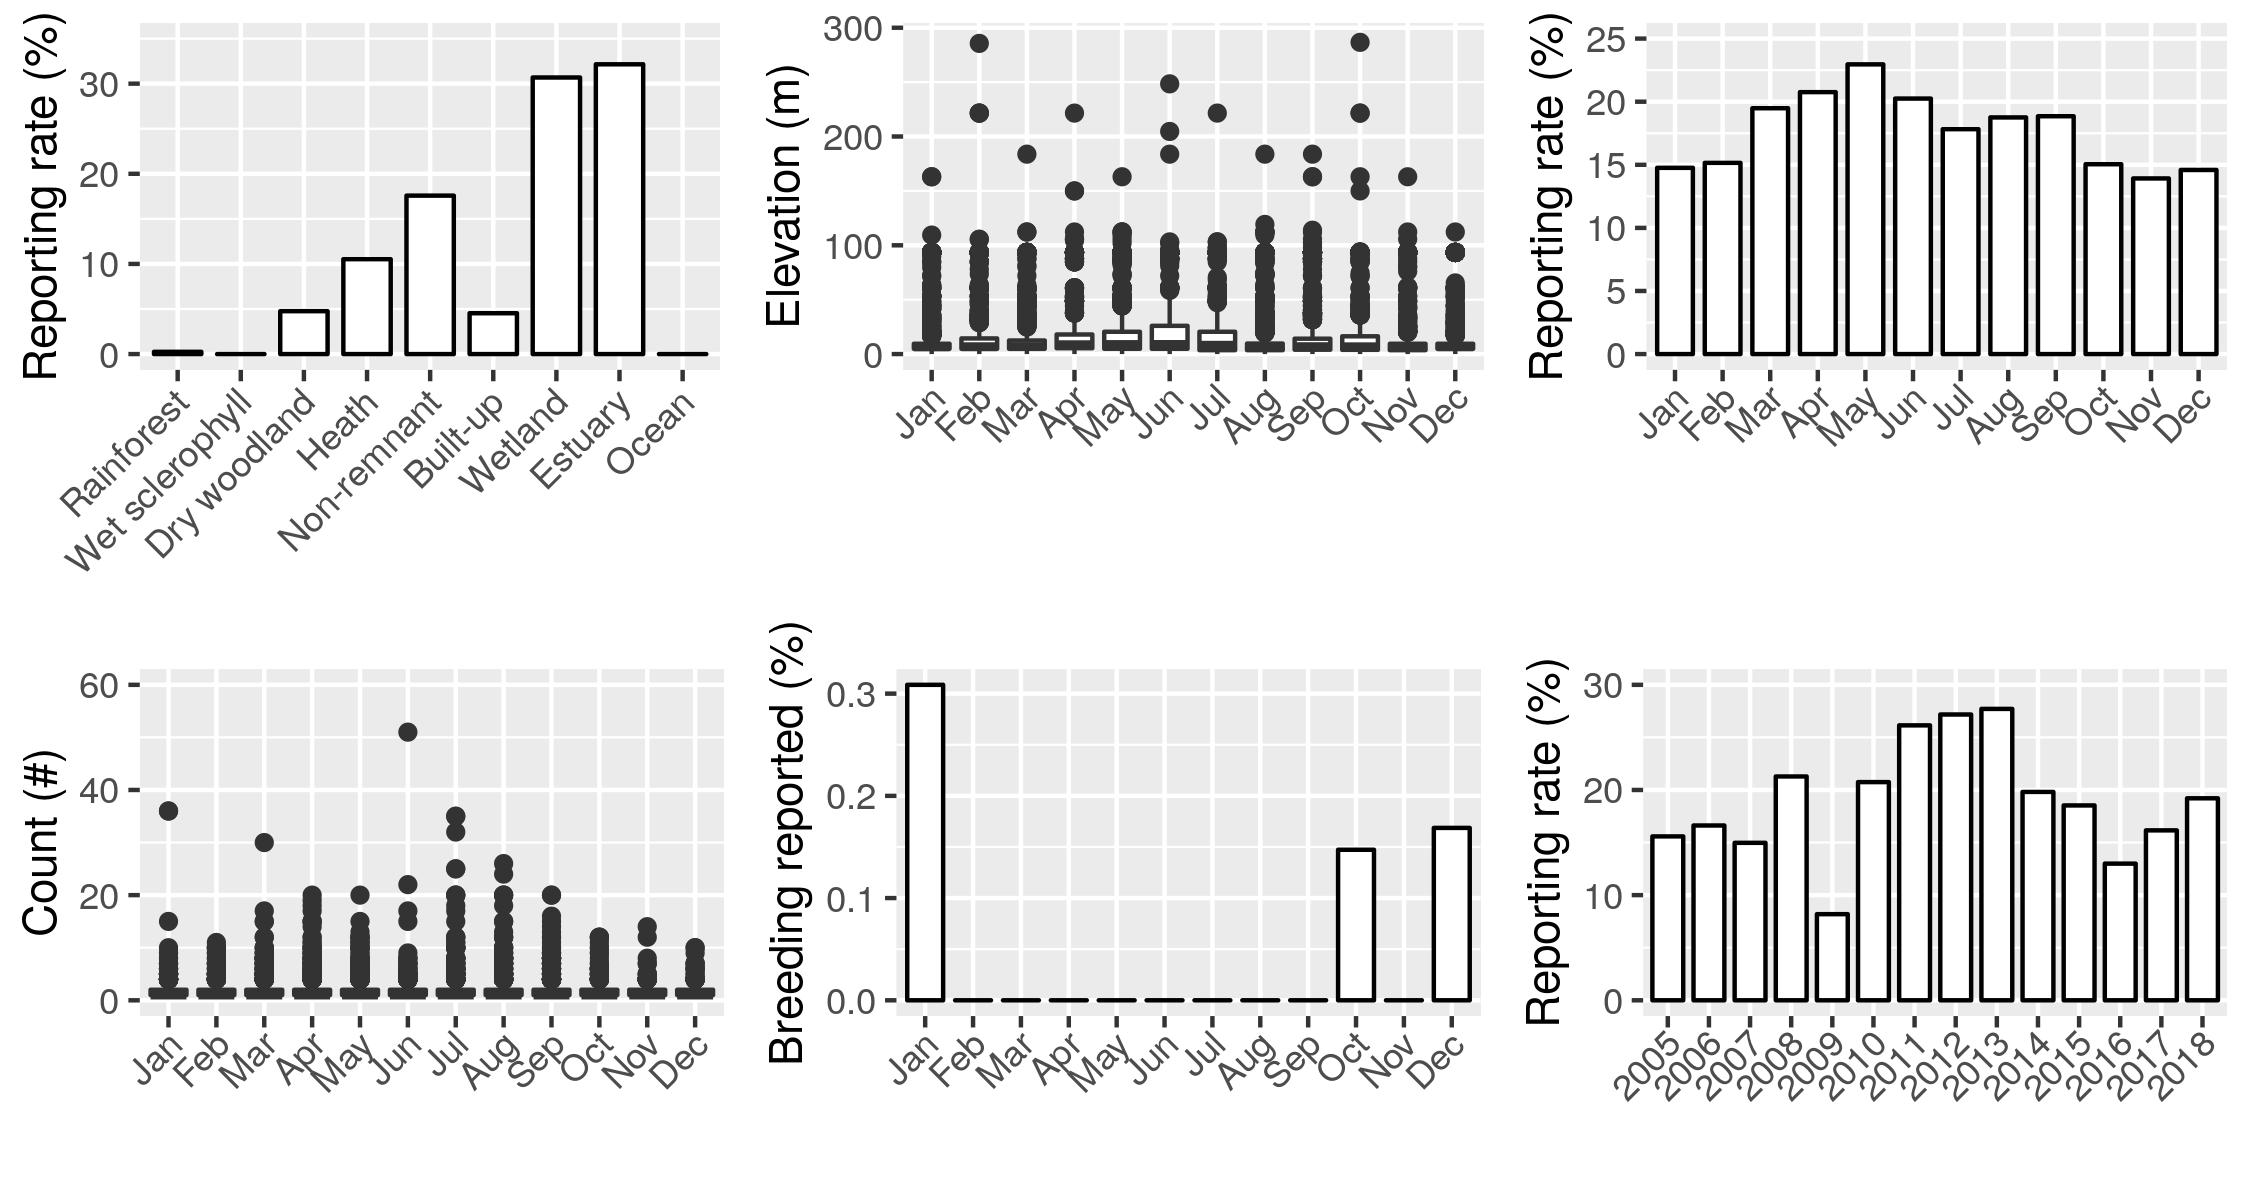 Reporting rate (%)
30
20
10
0
Rainforest
Wet sclerophyll
Dry woodland
Heath
Non-remnant
Built-up
Wetland
Estuary
Ocean
Elevation (m)
300
200
100
0
Jan
Feb
Mar
Apr
May
Jun
Jul
Aug
Sep
Oct
Nov
Dec
Reporting rate (%)
25
20
15
10
5
0
Jan
Feb
Mar
Apr
May
Jun
Jul
Aug
Sep
Oct
Nov
Dec
Count (#)
60
40
20
0
Jan
Feb
Mar
Apr
May
Jun
Jul
Aug
Sep
Oct
Nov
Dec
Breeding reported (%)
0.3
0.2
0.1
0.0
Jan
Feb
Mar
Apr
May
Jun
Jul
Aug
Sep
Oct
Nov
Dec
Reporting rate (%)
30
20
10
0
2005
2006
2007
2008
2009
2010
2011
2012
2013
2014
2015
2016
2017
2018